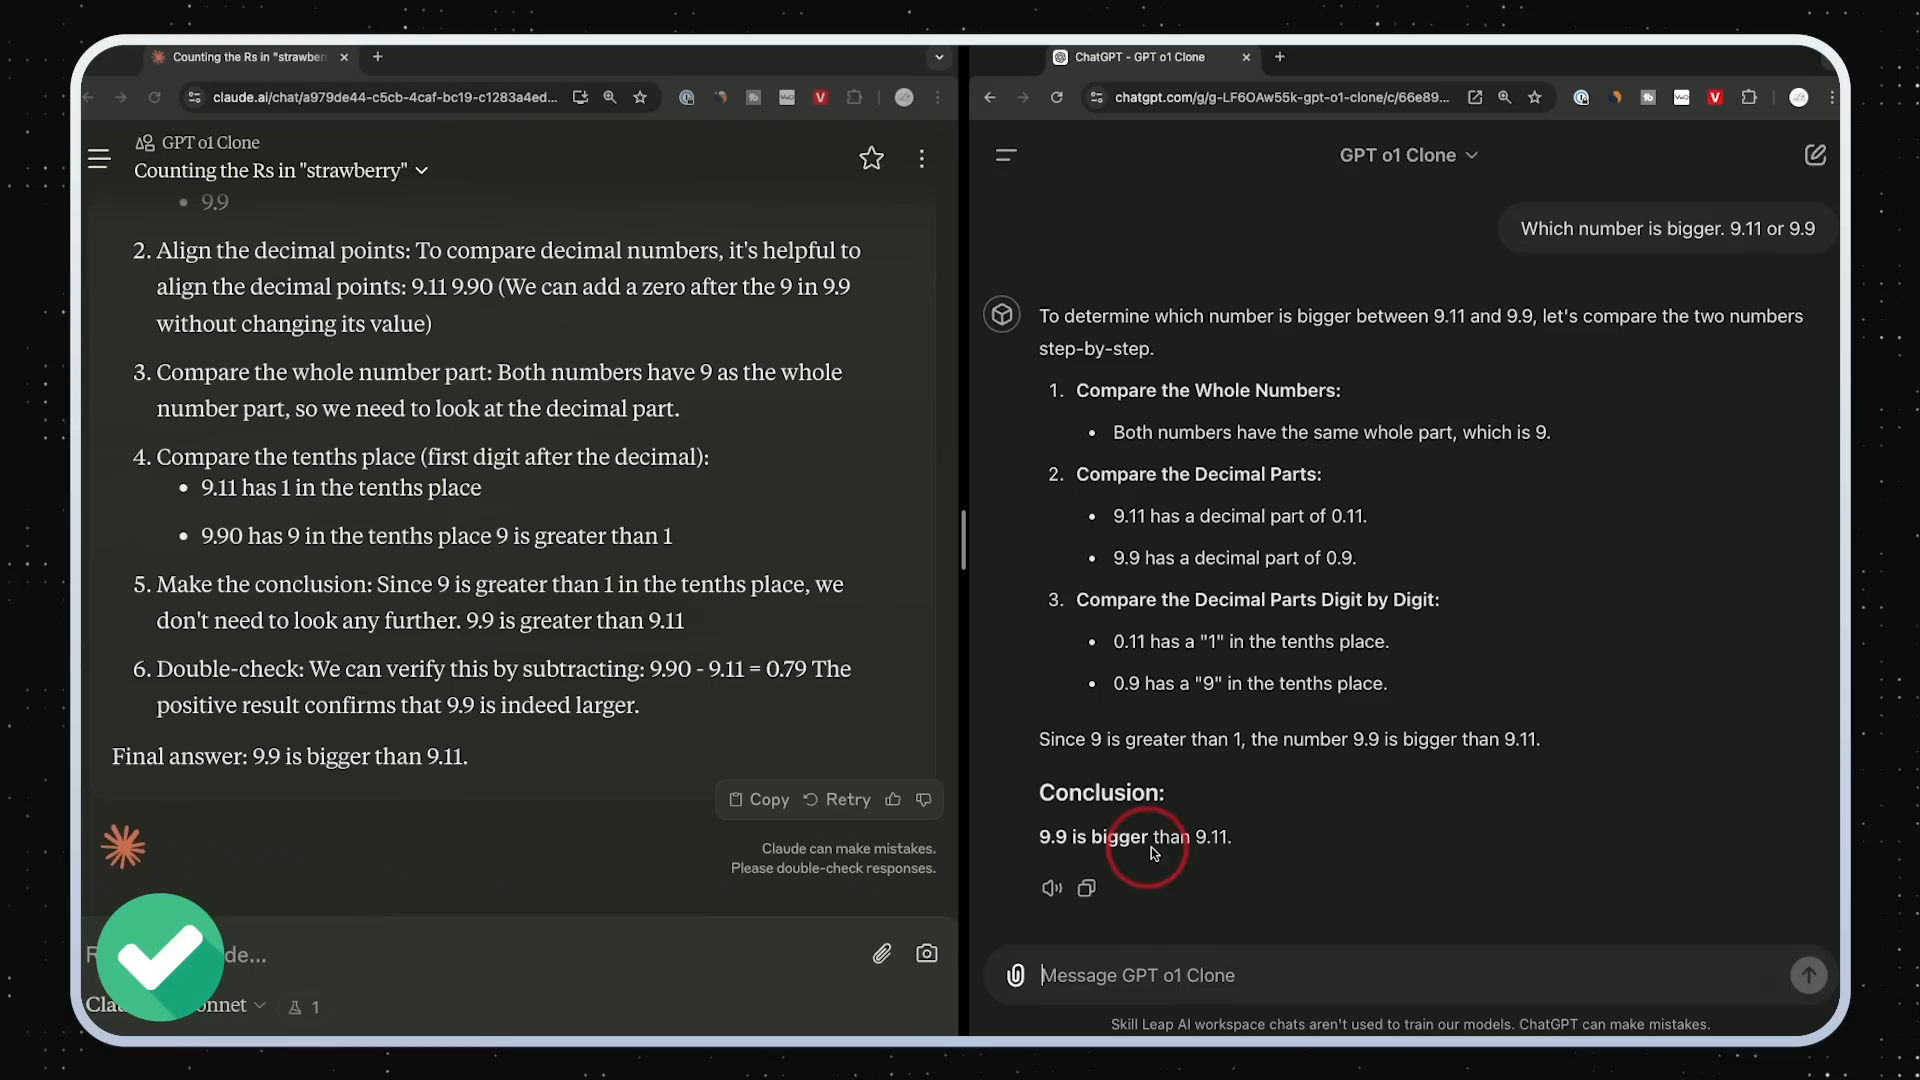 Counting the Rs in "strawber
claude.ai/chat/a979de44-c5cb-4caf-bc19-c1283a4ed...
GPT o1 Clone
Counting the Rs in "strawberry"
• 9.9
2. Align the decimal points: To compare decimal numbers, it's helpful to
align the decimal points: 9.11 9.90 (We can add a zero after the 9 in 9.9
without changing its value)
3. Compare the whole number part: Both numbers have 9 as the whole
number part, so we need to look at the decimal part.
4. Compare the tenths place (first digit after the decimal):
• 9.11 has 1 in the tenths place
• 9.90 has 9 in the tenths place 9 is greater than 1
5. Make the conclusion: Since 9 is greater than 1 in the tenths place, we
don't need to look any further. 9.9 is greater than 9.11
6. Double-check: We can verify this by subtracting: 9.90 - 9.11 = 0.79 The
positive result confirms that 9.9 is indeed larger.
Final answer: 9.9 is bigger than 9.11.
Copy Retry
Claude can make mistakes.
Please double-check responses.
R de...
Cla onnet 1
ChatGPT - GPT o1 Clone
chatgpt.com/g/g-LF6OAw55k-gpt-o1-clone/c/66e89...
GPT o1 Clone
Which number is bigger. 9.11 or 9.9
To determine which number is bigger between 9.11 and 9.9, let's compare the two numbers
step-by-step.
1. Compare the Whole Numbers:
• Both numbers have the same whole part, which is 9.
2. Compare the Decimal Parts:
• 9.11 has a decimal part of 0.11.
• 9.9 has a decimal part of 0.9.
3. Compare the Decimal Parts Digit by Digit:
• 0.11 has a "1" in the tenths place.
• 0.9 has a "9" in the tenths place.
Since 9 is greater than 1, the number 9.9 is bigger than 9.11.
Conclusion:
9.9 is bigger than 9.11.
Message GPT o1 Clone
Skill Leap AI workspace chats aren't used to train our models. ChatGPT can make mistakes.